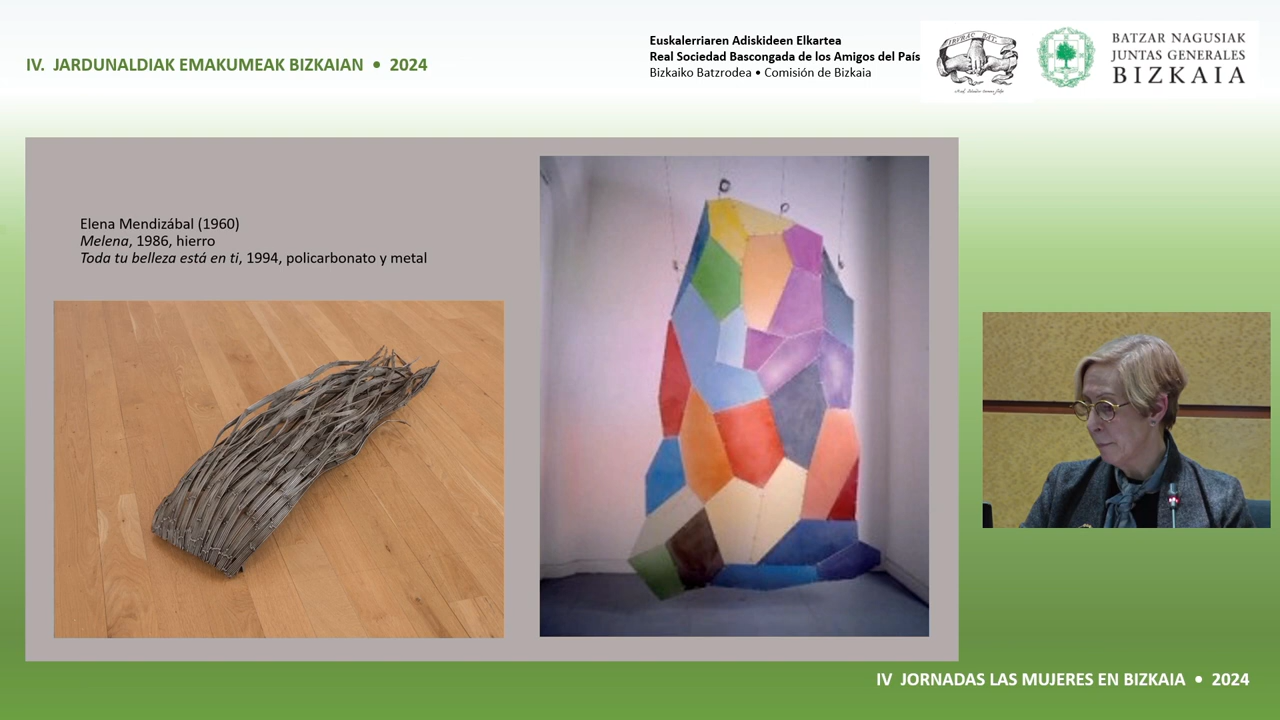 IV. JARDUNALDIAK EMAKUMEAK BIZKAIAN • 2024
Euskalerriaren Adiskideen Elkartea
Real Sociedad Bascongada de los Amigos del País
Bizkaiko Batzrodea • Comisión de Bizkaia
BATZAR NAGUSIAK
JUNTAS GENERALES
BIZKAIA
Elena Mendizábal (1960)
Melena, 1986, hierro
Toda tu belleza está en ti, 1994, policarbonato y metal
IV JORNADAS LAS MUJERES EN BIZKAIA • 2024